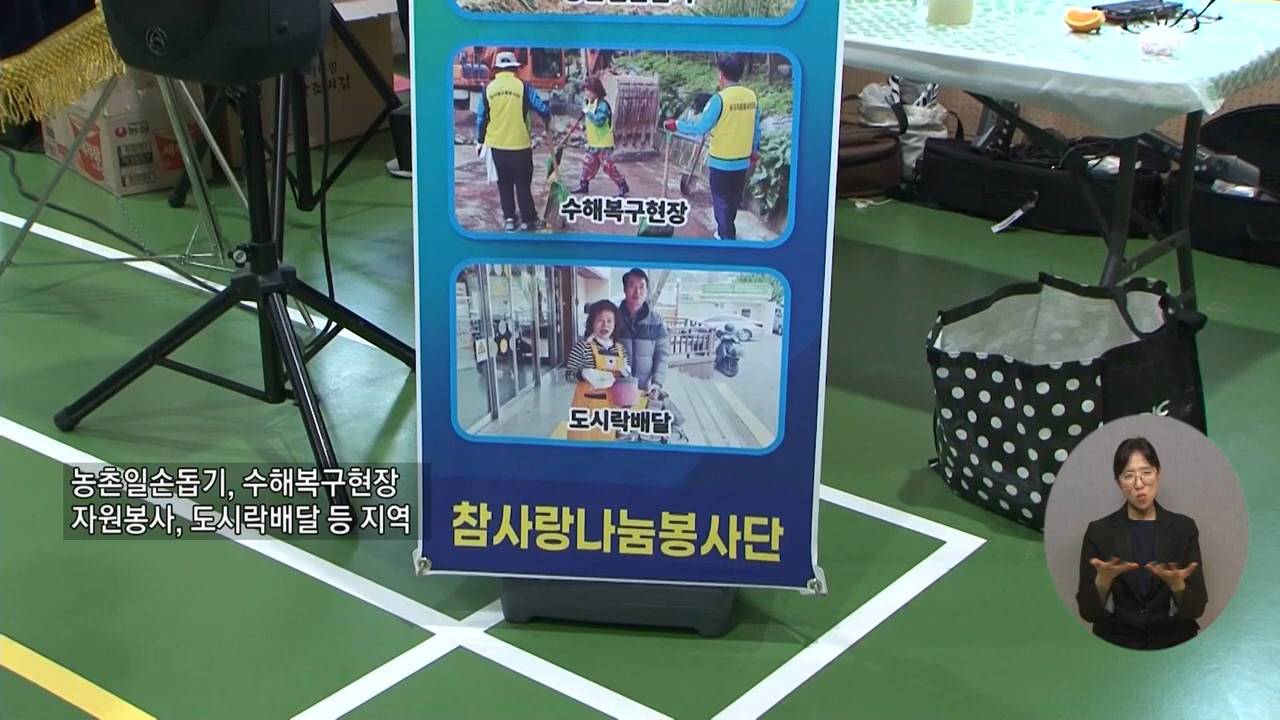 수해복구현장
도시락배달
참사랑나눔봉사단
농촌일손돕기, 수해복구현장
자원봉사, 도시락배달 등 지역
농심